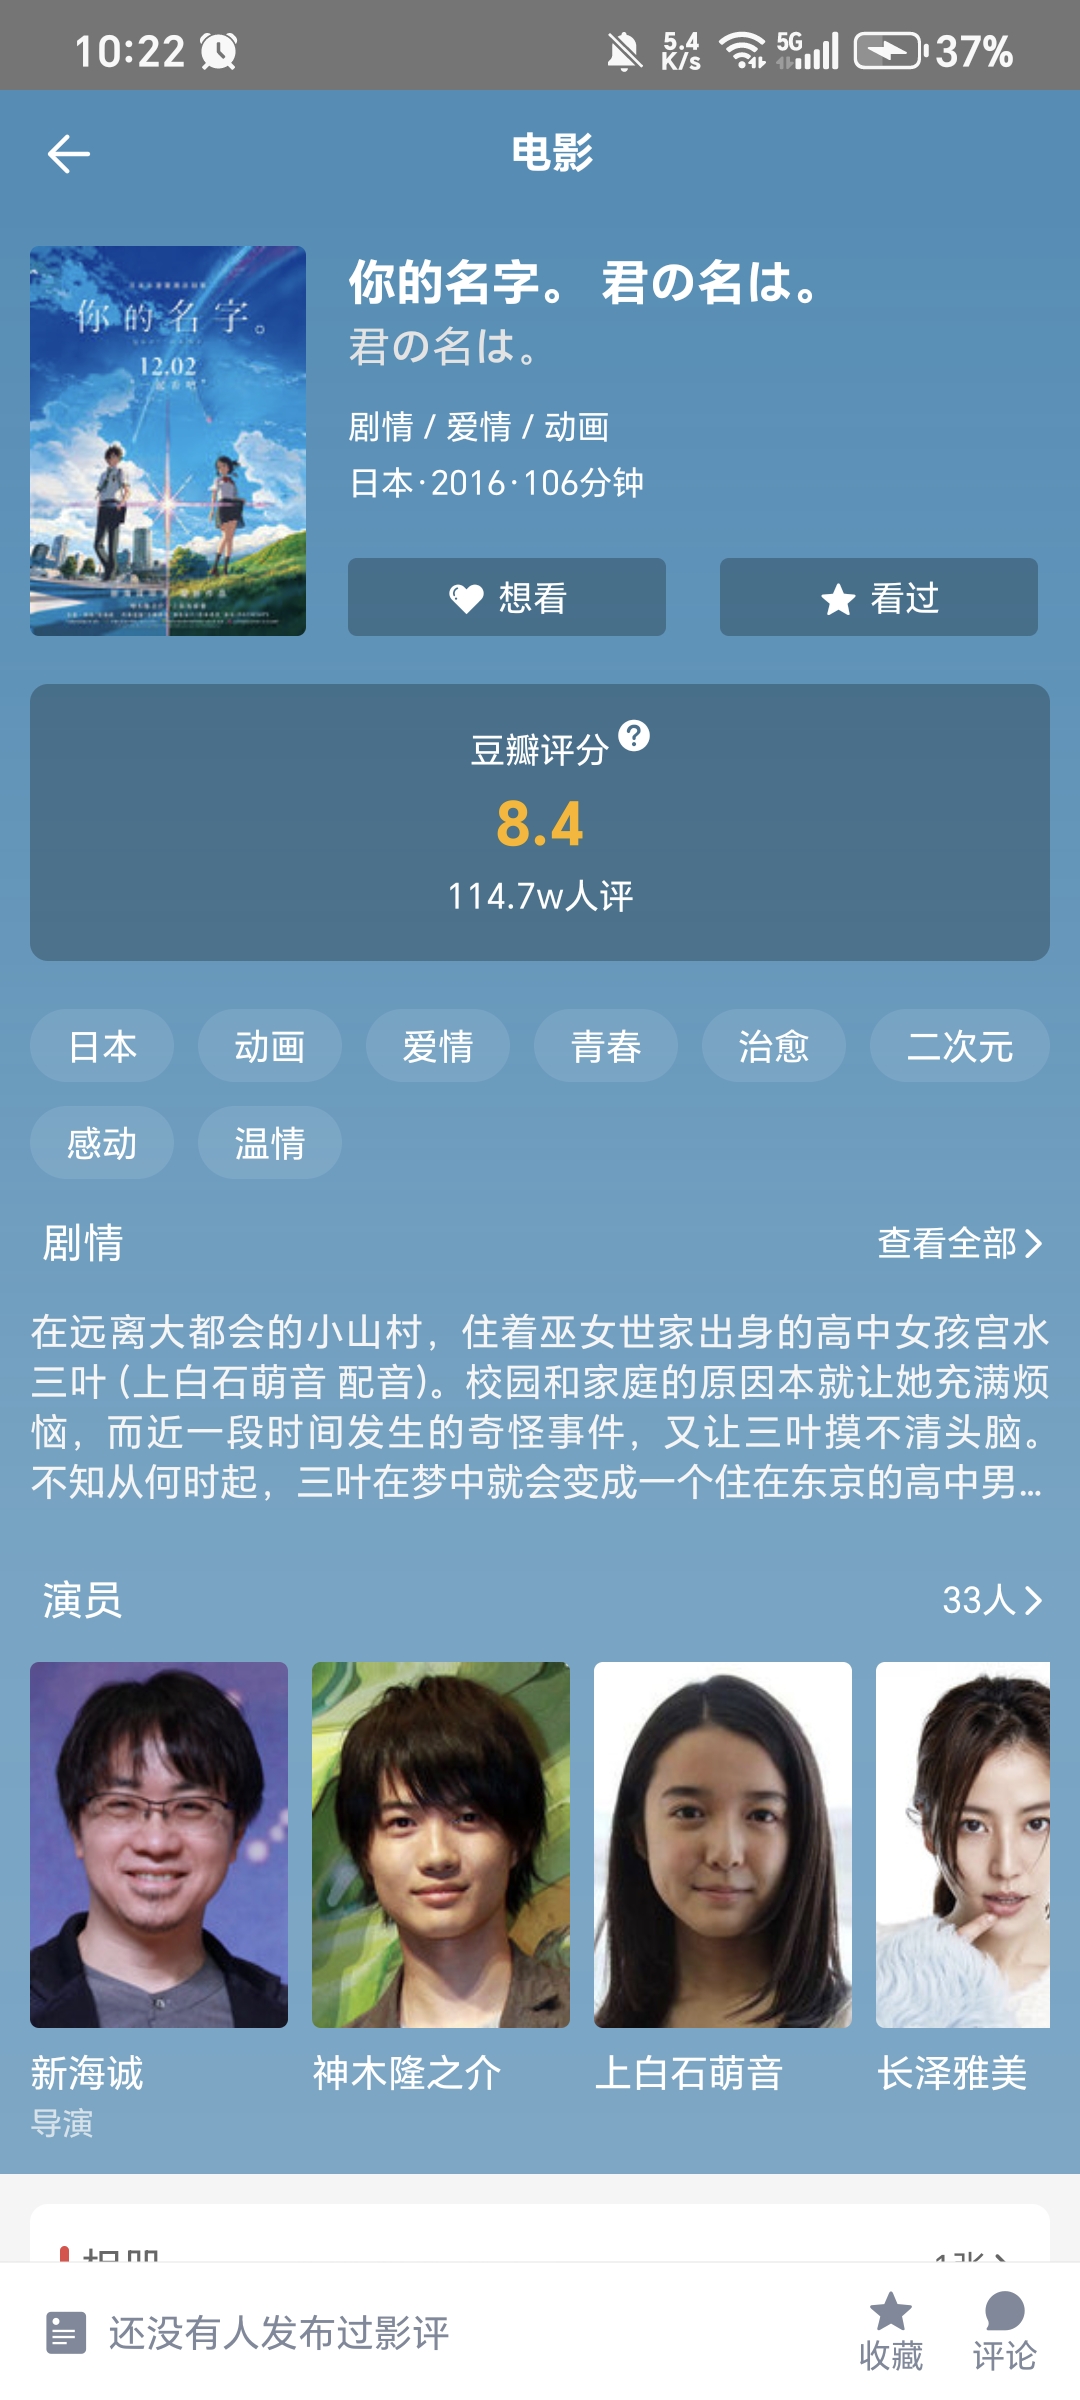 10:22
5.4 K/s
5G
37%
电影
你的名字。
12.02
你的名字。 君の名は。
君の名は。
剧情 / 爱情 / 动画
日本·2016·106分钟
想看
看过
豆瓣评分
8.4
114.7w人评
日本 动画 爱情 青春 治愈 二次元
感动 温情
剧情 查看全部
在远离大都会的小山村，住着巫女世家出身的高中女孩宫水
三叶 (上白石萌音 配音)。校园和家庭的原因本就让她充满烦
恼，而近一段时间发生的奇怪事件，又让三叶摸不清头脑。
不知从何时起，三叶在梦中就会变成一个住在东京的高中男...
演员 33人
新海诚 神木隆之介 上白石萌音 长泽雅美
导演
还没有人发布过影评
收藏 评论